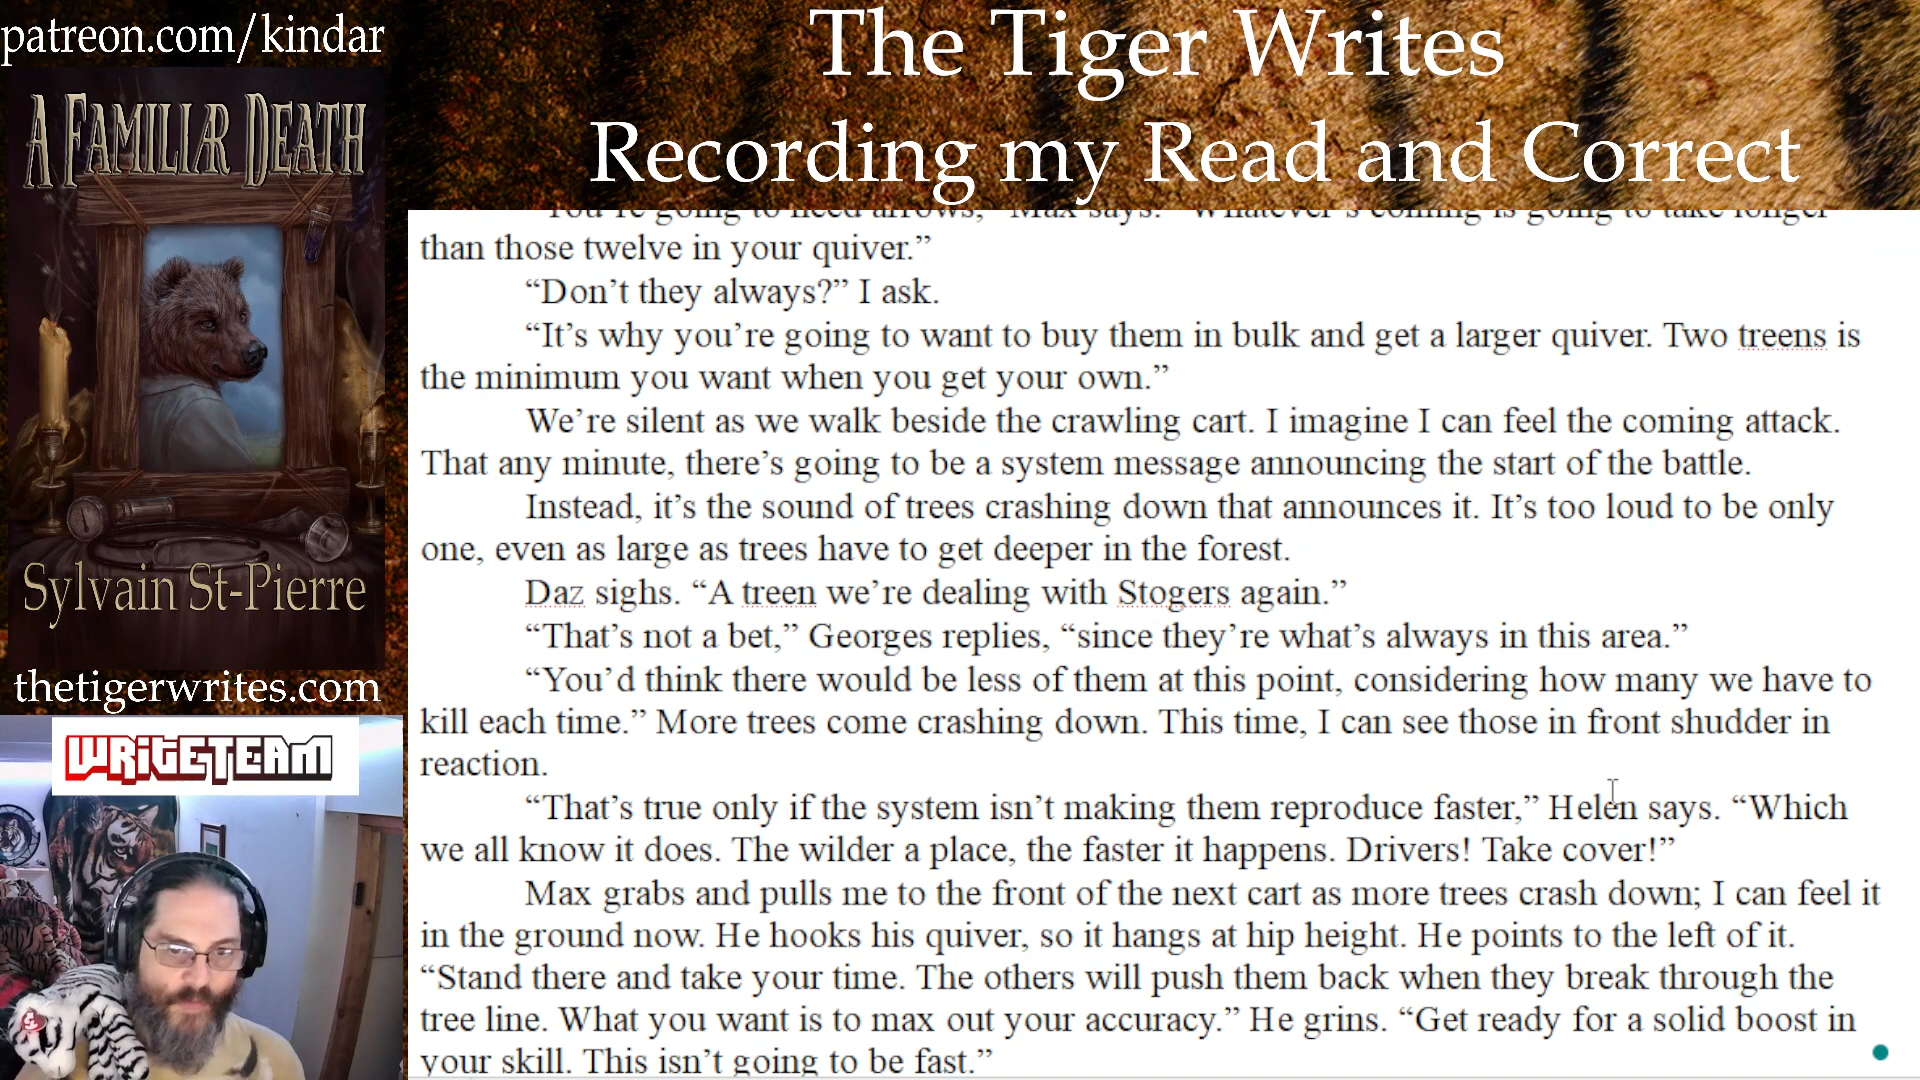 patreon.com/kindar
A FAMILIAR DEATH
Sylvain St-Pierre
thetigerwrites.com
WRITETEAM
The Tiger Writes
Recording my Read and Correct
“You’re going to need arrows,” Max says. “Whatever’s coming is going to take longer
than those twelve in your quiver.”
“Don’t they always?” I ask.
“It’s why you’re going to want to buy them in bulk and get a larger quiver. Two treens is
the minimum you want when you get your own.”
We’re silent as we walk beside the crawling cart. I imagine I can feel the coming attack.
That any minute, there’s going to be a system message announcing the start of the battle.
Instead, it’s the sound of trees crashing down that announces it. It’s too loud to be only
one, even as large as trees have to get deeper in the forest.
Daz sighs. “A treen we’re dealing with Stogers again.”
“That’s not a bet,” Georges replies, “since they’re what’s always in this area.”
“You’d think there would be less of them at this point, considering how many we have to
kill each time.” More trees come crashing down. This time, I can see those in front shudder in
reaction.
“That’s true only if the system isn’t making them reproduce faster,” Helen says. “Which
we all know it does. The wilder a place, the faster it happens. Drivers! Take cover!”
Max grabs and pulls me to the front of the next cart as more trees crash down; I can feel it
in the ground now. He hooks his quiver, so it hangs at hip height. He points to the left of it.
“Stand there and take your time. The others will push them back when they break through the
tree line. What you want is to max out your accuracy.” He grins. “Get ready for a solid boost in
your skill. This isn’t going to be fast.”